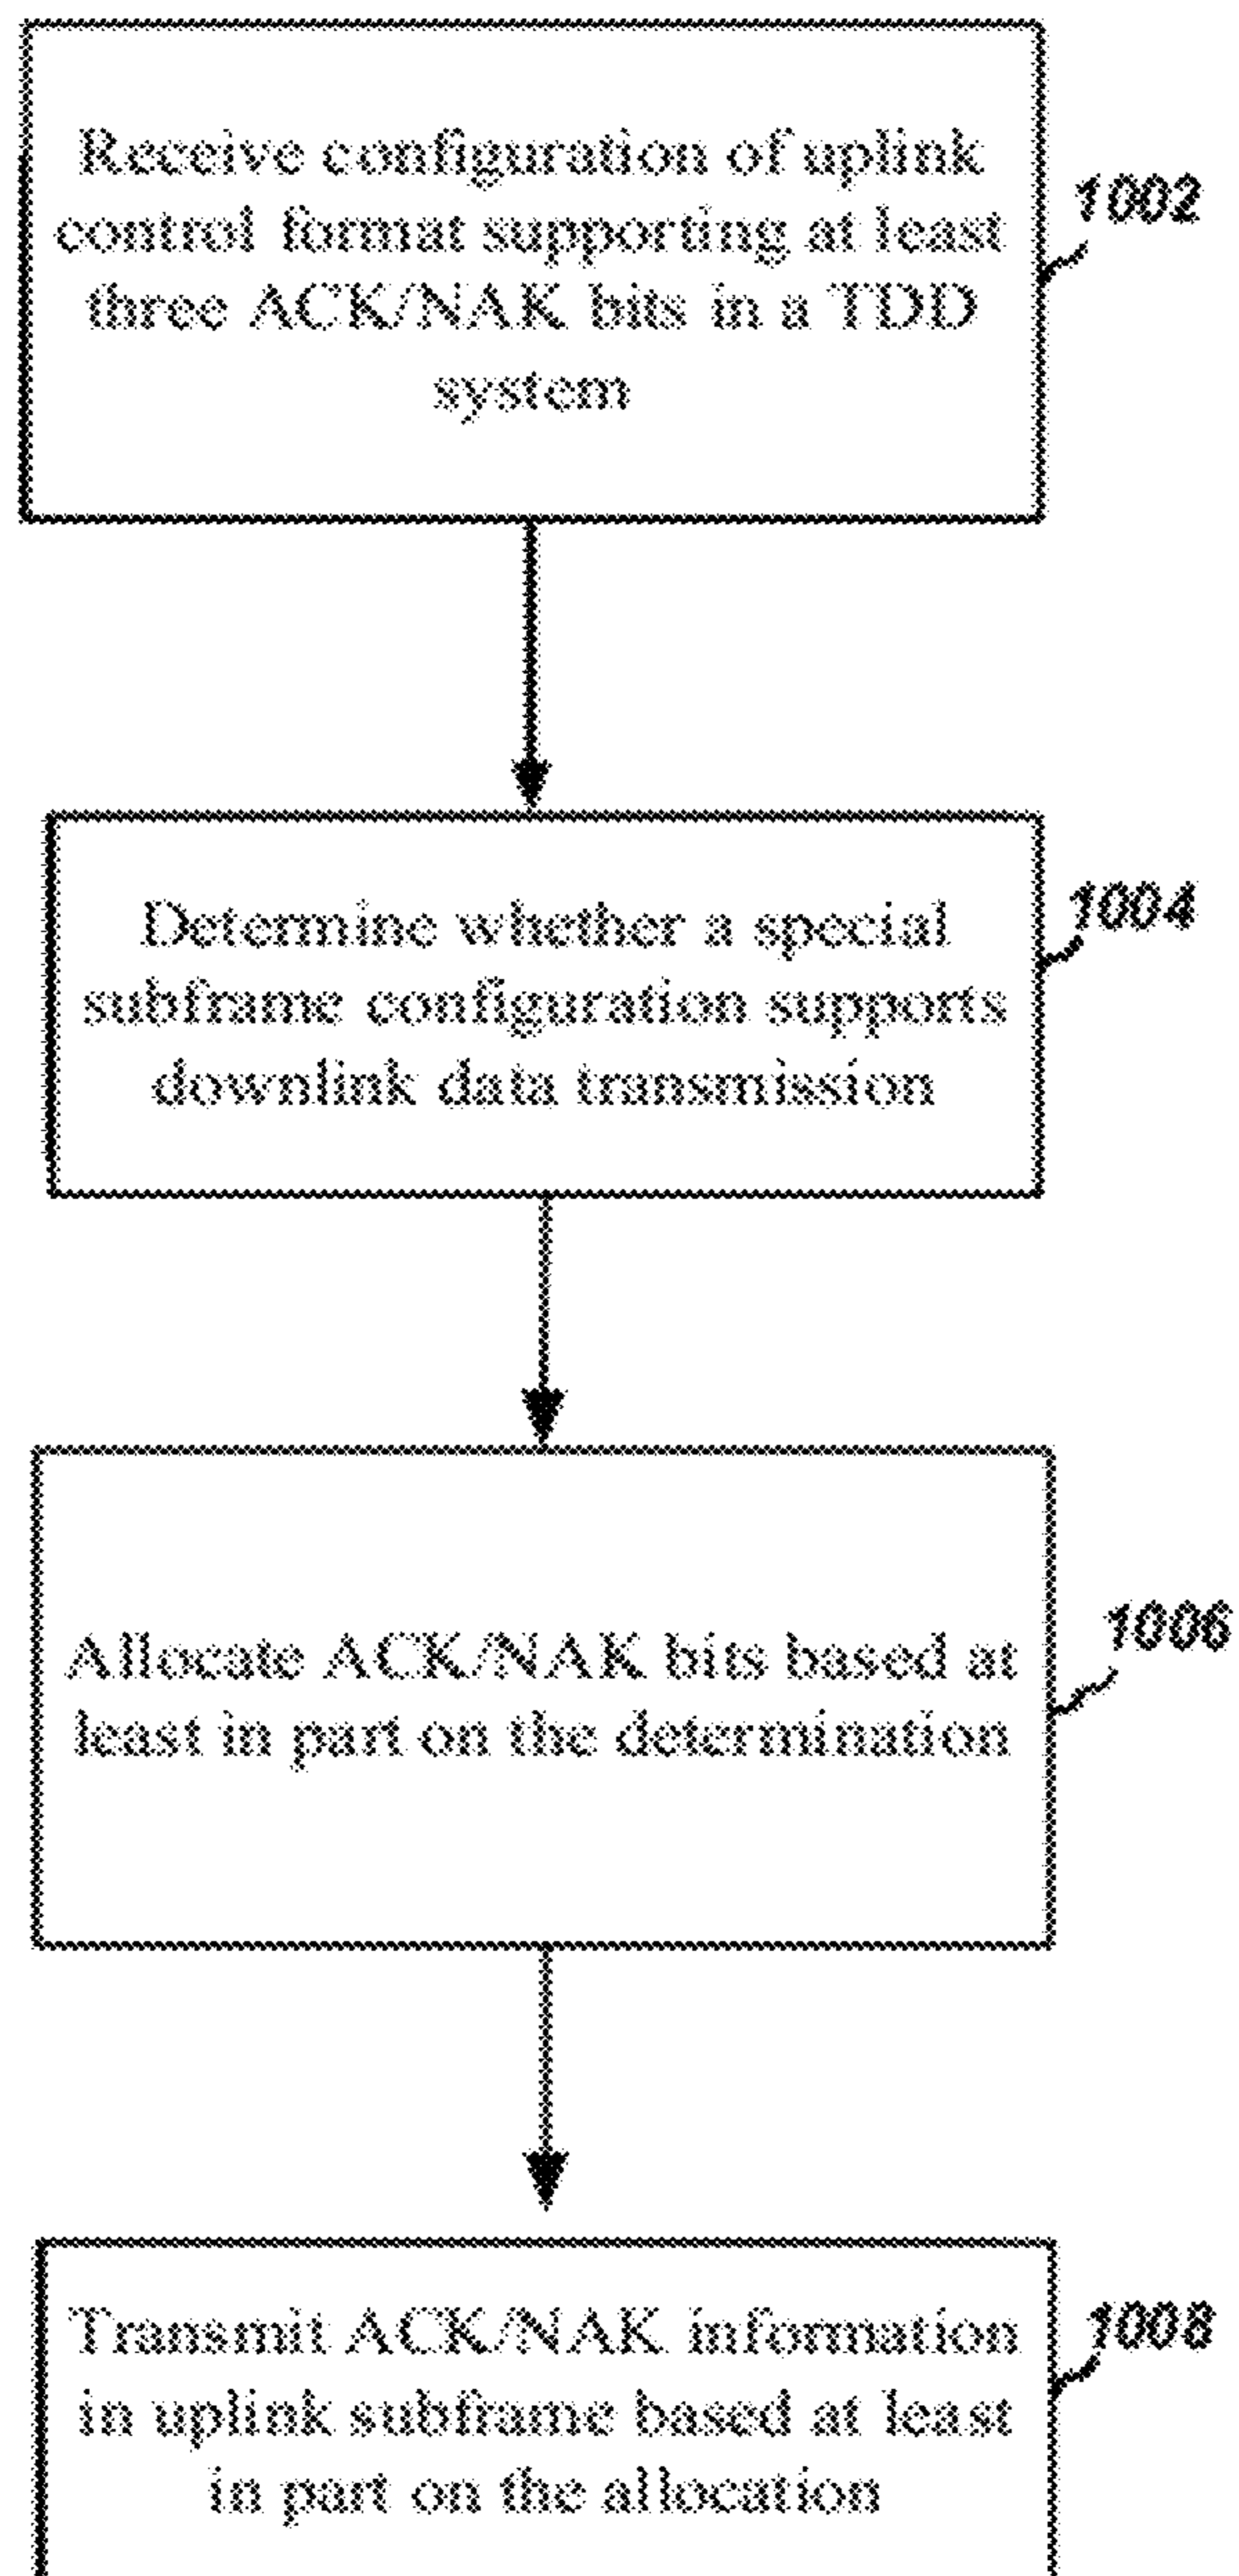 Receive configuration of uplink
control format supporting at least
three ACK/NAK bits in a TDD
system
1002
Determine whether a special
subframe configuration supports
downlink data transmission
1004
Allocate ACK/NAK bits based at
least in part on the determination
1006
Transmit ACK/NAK information
in uplink subframe based at least
in part on the allocation
1008